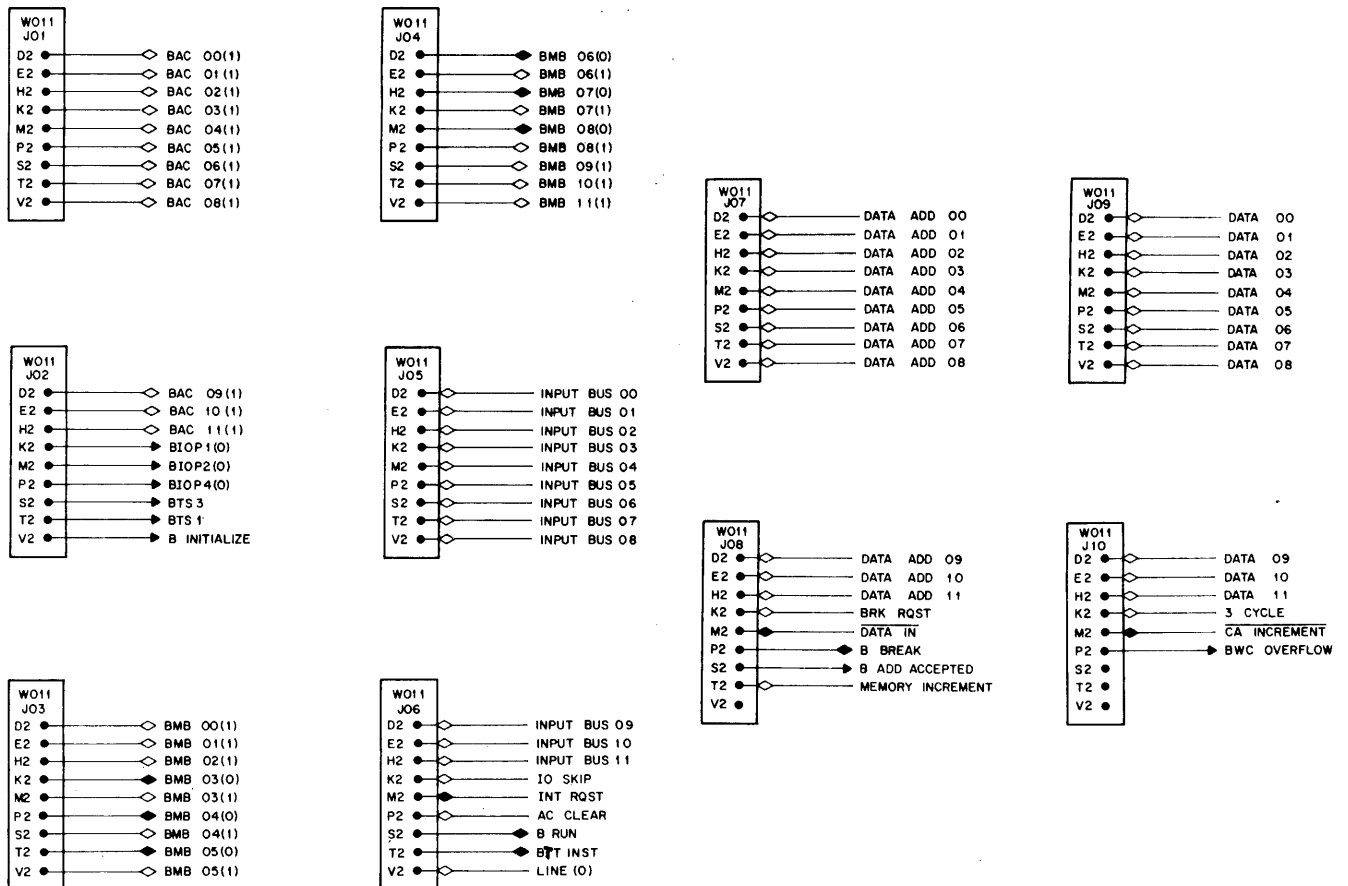 W011
J01
D2 BAC 00(1)
E2 BAC 01(1)
H2 BAC 02(1)
K2 BAC 03(1)
M2 BAC 04(1)
P2 BAC 05(1)
S2 BAC 06(1)
T2 BAC 07(1)
V2 BAC 08(1)
W011
J02
D2 BAC 09(1)
E2 BAC 10(1)
H2 BAC 11(1)
K2 BIOP1(0)
M2 BIOP2(0)
P2 BIOP4(0)
S2 BTS3
T2 BTS1
V2 B INITIALIZE
W011
J03
D2 BMB 00(1)
E2 BMB 01(1)
H2 BMB 02(1)
K2 BMB 03(0)
M2 BMB 03(1)
P2 BMB 04(0)
S2 BMB 04(1)
T2 BMB 05(0)
V2 BMB 05(1)
W011
J04
D2 BMB 06(0)
E2 BMB 06(1)
H2 BMB 07(0)
K2 BMB 07(1)
M2 BMB 08(0)
P2 BMB 08(1)
S2 BMB 09(1)
T2 BMB 10(1)
V2 BMB 11(1)
W011
J05
D2 INPUT BUS 00
E2 INPUT BUS 01
H2 INPUT BUS 02
K2 INPUT BUS 03
M2 INPUT BUS 04
P2 INPUT BUS 05
S2 INPUT BUS 06
T2 INPUT BUS 07
V2 INPUT BUS 08
W011
J06
D2 INPUT BUS 09
E2 INPUT BUS 10
H2 INPUT BUS 11
K2 IO SKIP
M2 INT RQST
P2 AC CLEAR
S2 B RUN
T2 BTT INST
V2 LINE (0)
W011
J07
D2 DATA ADD 00
E2 DATA ADD 01
H2 DATA ADD 02
K2 DATA ADD 03
M2 DATA ADD 04
P2 DATA ADD 05
S2 DATA ADD 06
T2 DATA ADD 07
V2 DATA ADD 08
W011
J08
D2 DATA ADD 09
E2 DATA ADD 10
H2 DATA ADD 11
K2 BRK RQST
M2 DATA IN
P2 B BREAK
S2 B ADD ACCEPTED
T2 MEMORY INCREMENT
V2
W011
J09
D2 DATA 00
E2 DATA 01
H2 DATA 02
K2 DATA 03
M2 DATA 04
P2 DATA 05
S2 DATA 06
T2 DATA 07
V2 DATA 08
W011
J10
D2 DATA 09
E2 DATA 10
H2 DATA 11
K2 3 CYCLE
M2 CA INCREMENT
P2 BWC OVERFLOW
S2
T2
V2